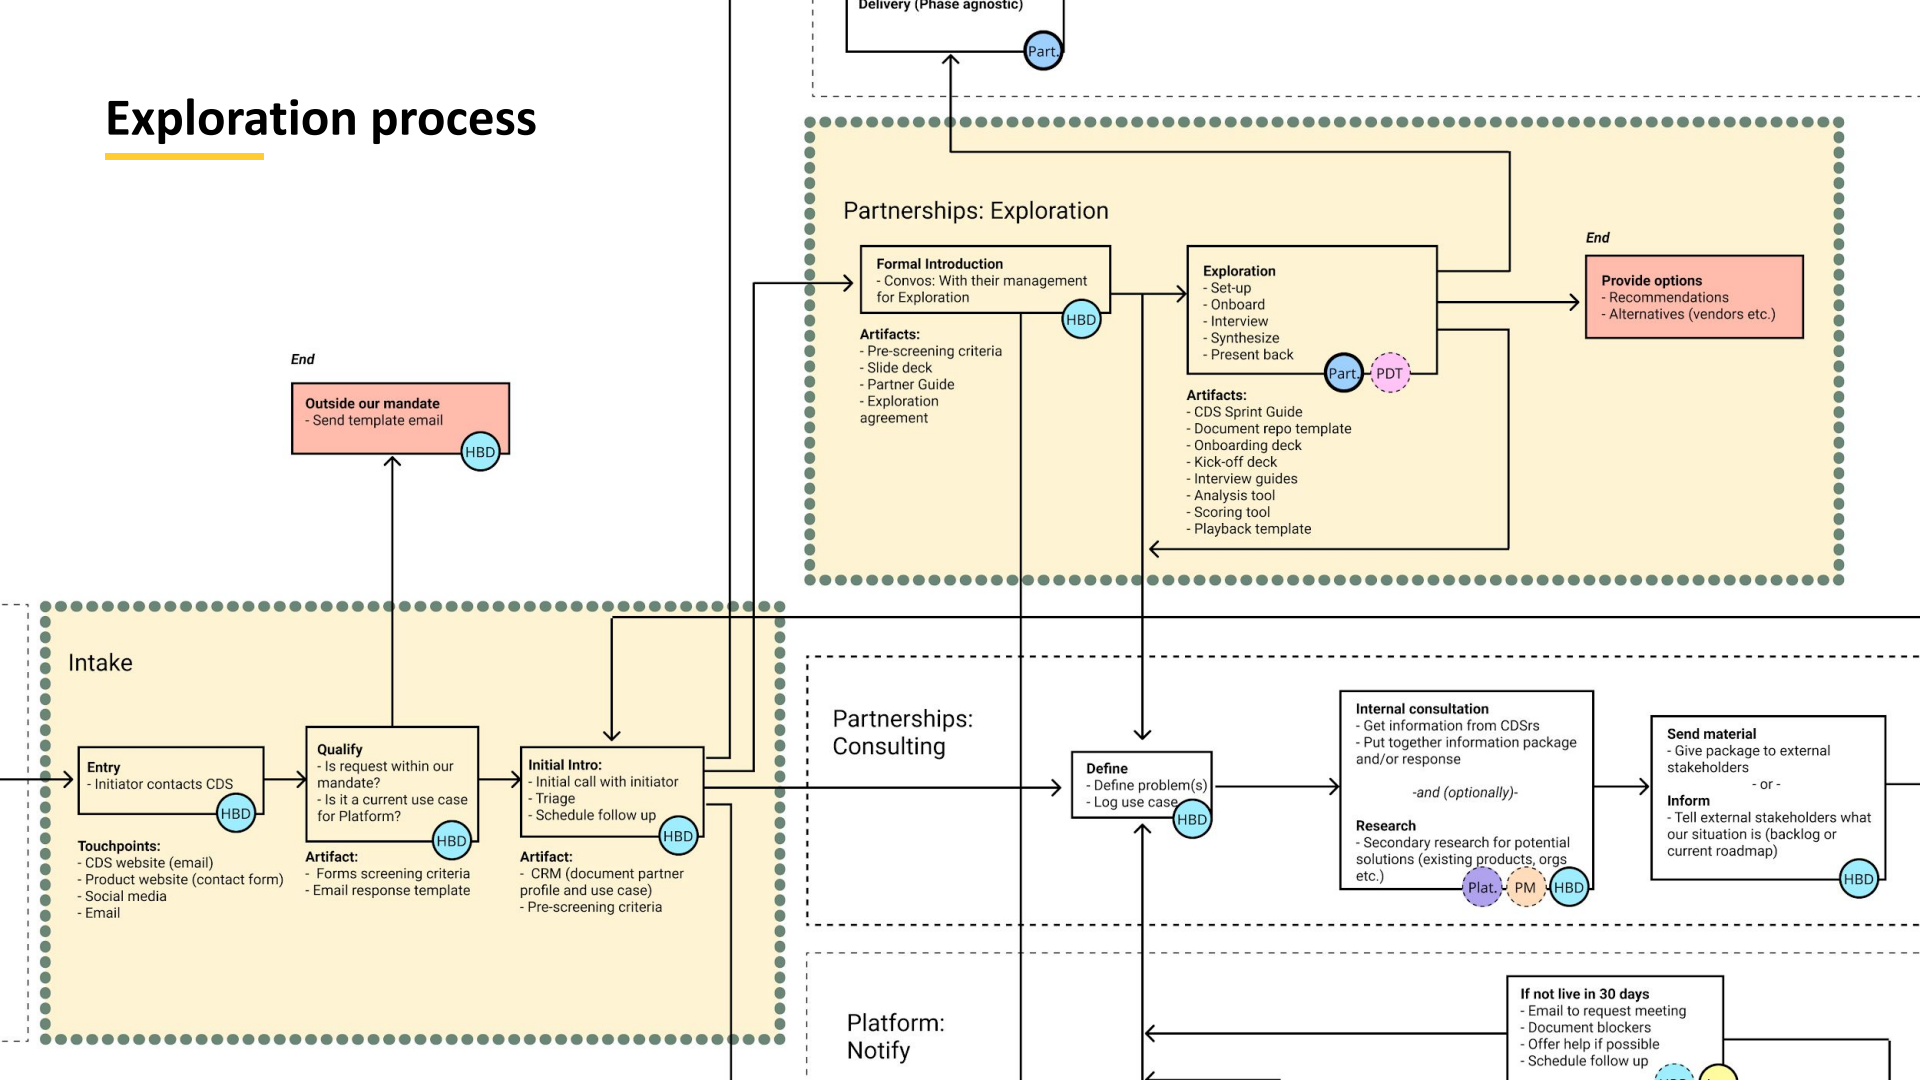 Delivery (Phase agnostic)
Part.
Exploration process
Partnerships: Exploration
Formal Introduction
- Convos: With their management
for Exploration
HBD
Artifacts:
- Pre-screening criteria
- Slide deck
- Partner Guide
- Exploration
agreement
Exploration
- Set-up
- Onboard
- Interview
- Synthesize
- Present back
Part.
PDT
Artifacts:
- CDS Sprint Guide
- Document repo template
- Onboarding deck
- Kick-off deck
- Interview guides
- Analysis tool
- Scoring tool
- Playback template
End
Provide options
- Recommendations
- Alternatives (vendors etc.)
End
Outside our mandate
- Send template email
HBD
Intake
Entry
- Initiator contacts CDS
HBD
Touchpoints:
- CDS website (email)
- Product website (contact form)
- Social media
- Email
Qualify
- Is request within our
mandate?
- Is it a current use case
for Platform?
HBD
Artifact:
- Forms screening criteria
- Email response template
Initial Intro:
- Initial call with initiator
- Triage
- Schedule follow up
HBD
Artifact:
- CRM (document partner
profile and use case)
- Pre-screening criteria
Partnerships:
Consulting
Define
- Define problem(s)
- Log use case
HBD
Internal consultation
- Get information from CDSrs
- Put together information package
and/or response
-and (optionally)-
Research
- Secondary research for potential
solutions (existing products, orgs
etc.)
Plat.
PM
HBD
Send material
- Give package to external
stakeholders
- or -
Inform
- Tell external stakeholders what
our situation is (backlog or
current roadmap)
HBD
Platform:
Notify
If not live in 30 days
- Email to request meeting
- Document blockers
- Offer help if possible
- Schedule follow up